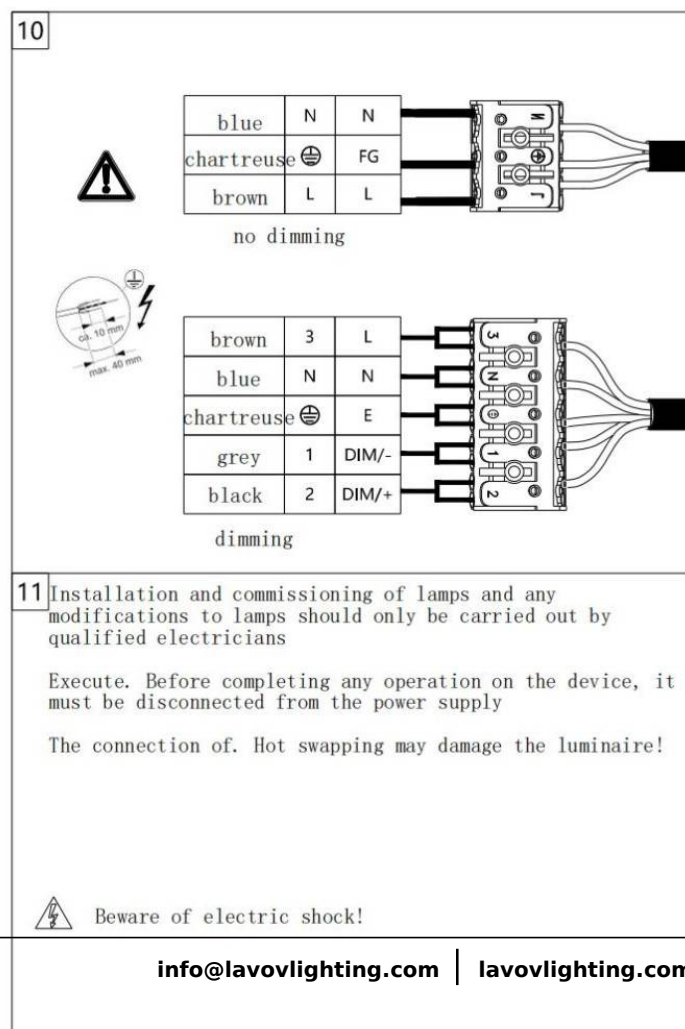 10
blue N N
chartreuse FG
brown L L
no dimming
N
L
ca. 10 mm
max. 40 mm
brown 3 L
blue N N
chartreuse E
grey 1 DIM/-
black 2 DIM/+
dimming
3
N
1
2
11
Installation and commissioning of lamps and any
modifications to lamps should only be carried out by
qualified electricians
Execute. Before completing any operation on the device, it
must be disconnected from the power supply
The connection of. Hot swapping may damage the luminaire!
Beware of electric shock!
info@lavovlighting.com | lavovlighting.com